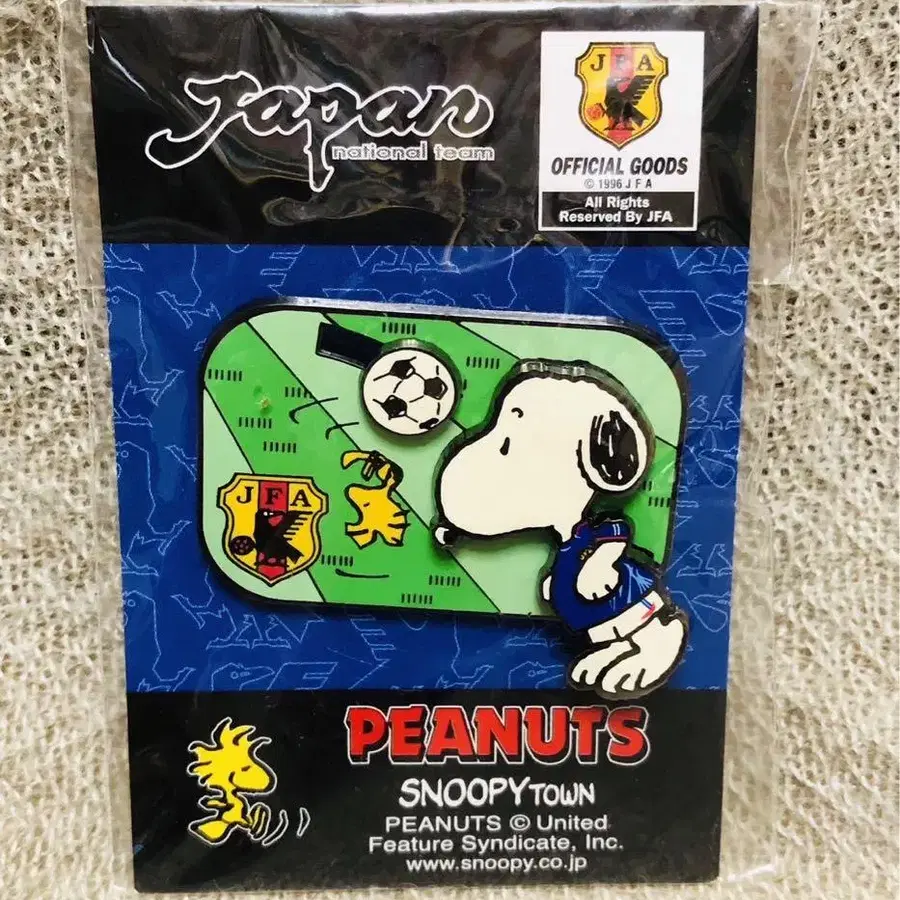 Japan
national team
JFA
OFFICIAL GOODS
© 1996 J F A
All Rights
Reserved By JFA
JFA
PEANUTS
SNOOPY TOWN
PEANUTS © United
Feature Syndicate, Inc.
www.snoopy.co.jp